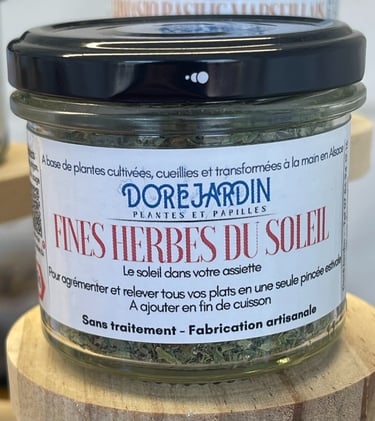 BASILIC MARSEILLAIS
A base de plantes cultivées, cueillies et transformées à la main en Alsace
DOREJARDIN
PLANTES ET PAPILLES
FINES HERBES DU SOLEIL
Le soleil dans votre assiette
Pour agrémenter et relever tous vos plats en une seule pincée estivale
A ajouter en fin de cuisson
Sans traitement - Fabrication artisanale